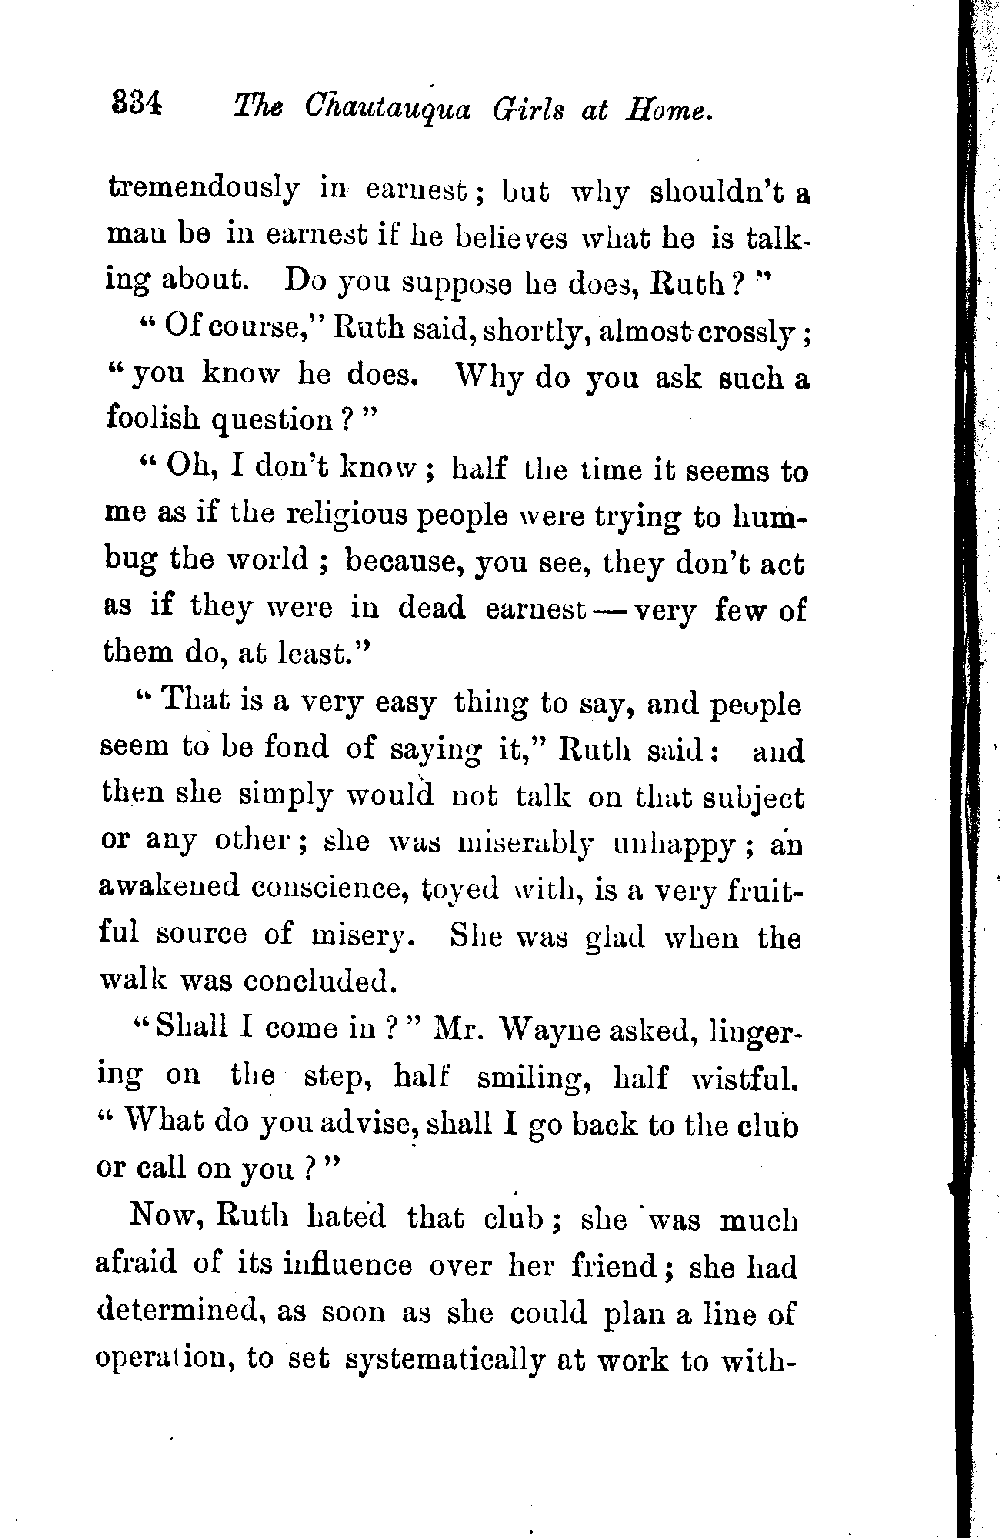 334 The Chautauqua Girls at Home.
tremendously in earnest; but why shouldn't a
man be in earnest if he believes what he is talk-
ing about. Do you suppose he does, Ruth?"
"Of course," Ruth said, shortly, almost crossly;
"you know he does. Why do you ask such a
foolish question?"
"Oh, I don't know; half the time it seems to
me as if the religious people were trying to hum-
bug the world; because, you see, they don't act
as if they were in dead earnest—very few of
them do, at least."
"That is a very easy thing to say, and people
seem to be fond of saying it," Ruth said: and
then she simply would not talk on that subject
or any other; she was miserably unhappy; an
awakened conscience, toyed with, is a very fruit-
ful source of misery. She was glad when the
walk was concluded.
"Shall I come in?" Mr. Wayne asked, linger-
ing on the step, half smiling, half wistful.
"What do you advise, shall I go back to the club
or call on you?"
Now, Ruth hated that club; she was much
afraid of its influence over her friend; she had
determined, as soon as she could plan a line of
operation, to set systematically at work to with-